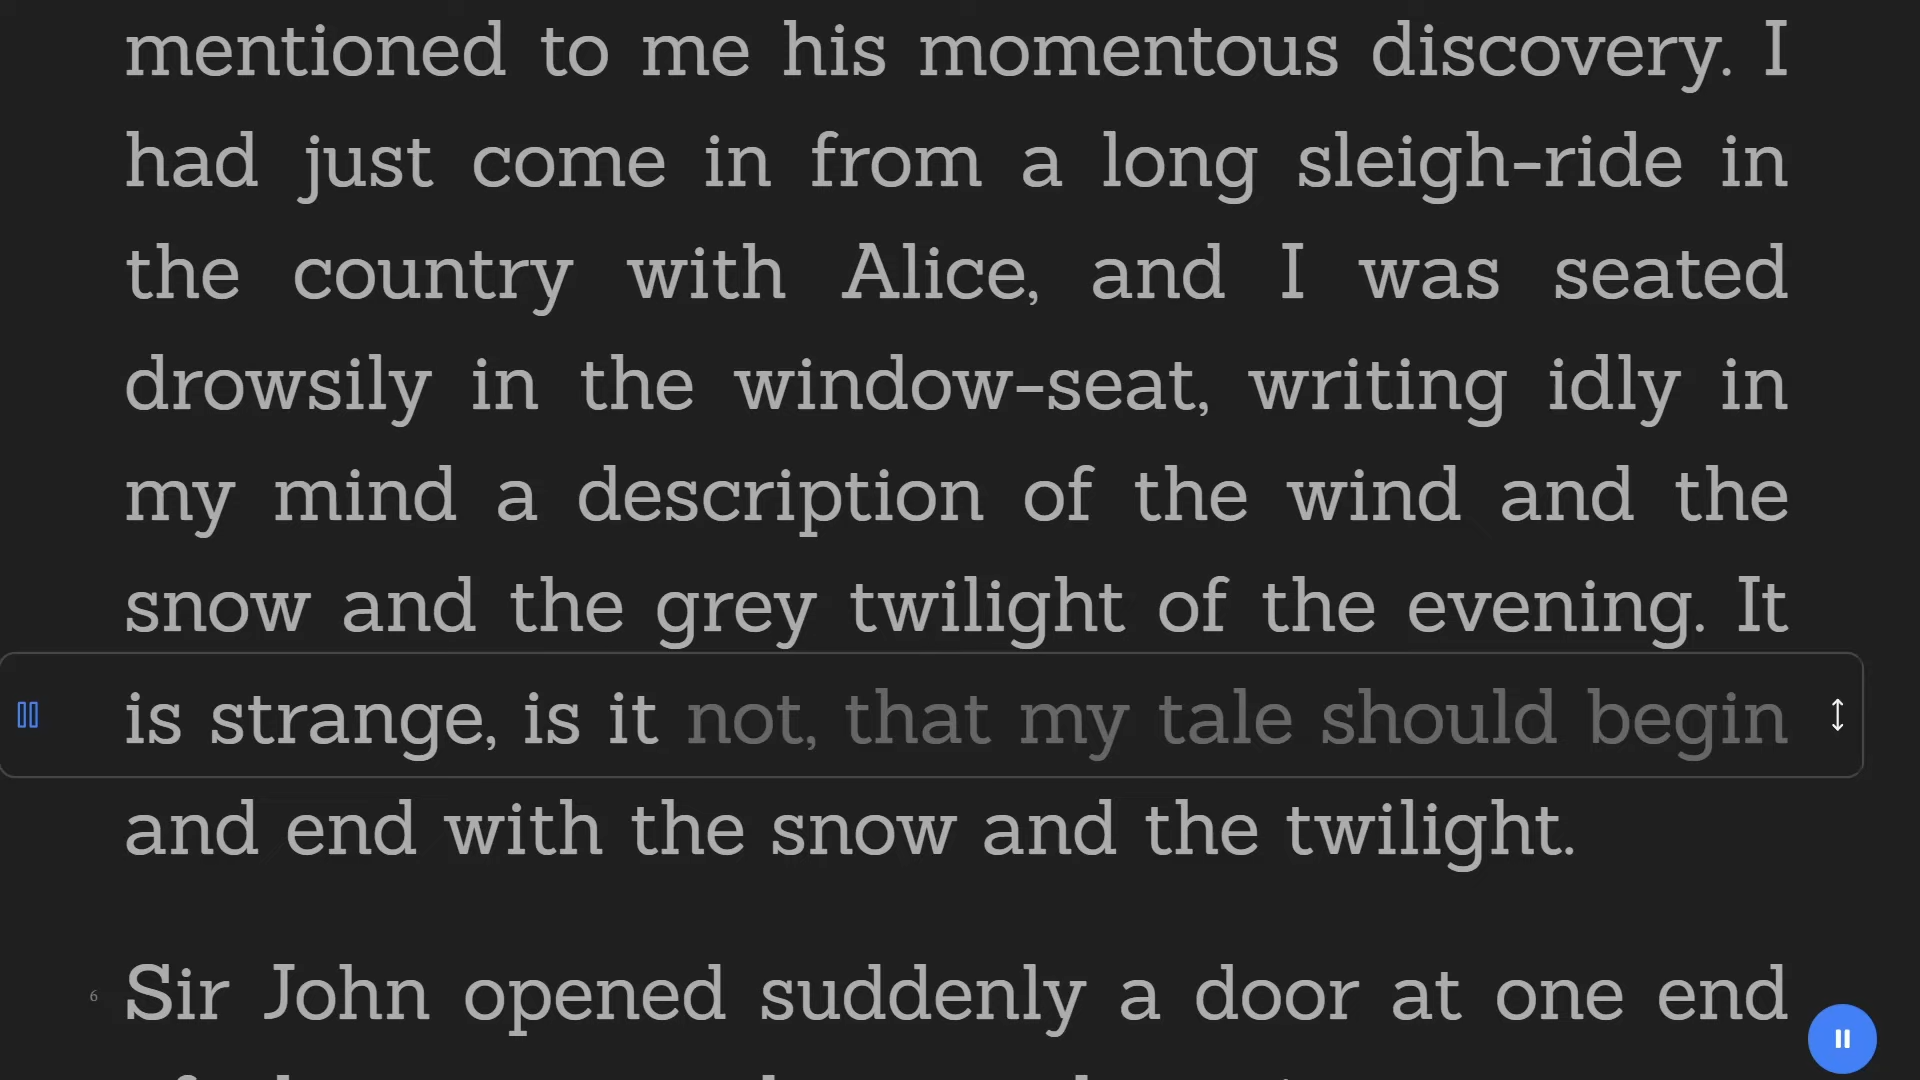 mentioned to me his momentous discovery. I
had just come in from a long sleigh-ride in
the country with Alice, and I was seated
drowsily in the window-seat, writing idly in
my mind a description of the wind and the
snow and the grey twilight of the evening. It
is strange, is it not, that my tale should begin
and end with the snow and the twilight.
6 Sir John opened suddenly a door at one end